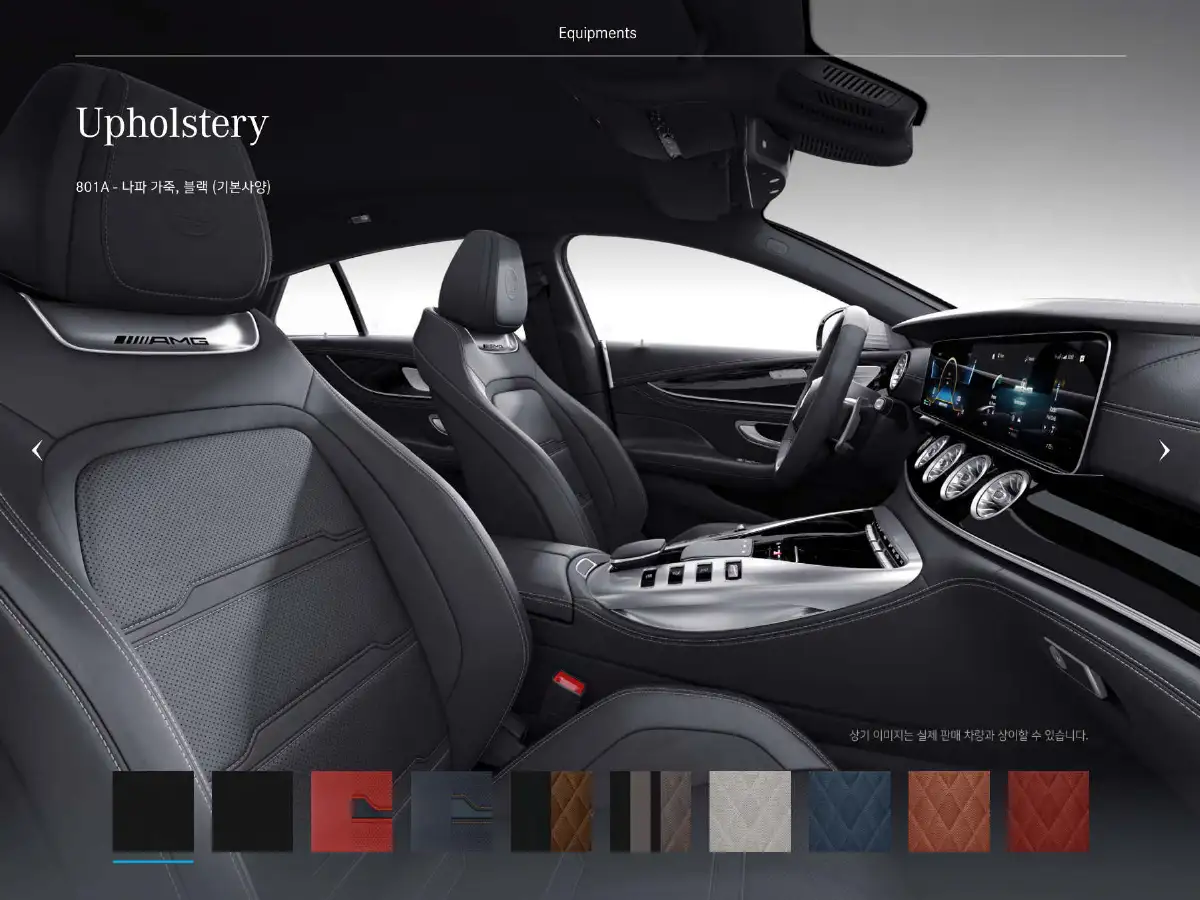 Equipments
Upholstery
801A - 나파 가죽, 블랙 (기본사양)
AMG
상기 이미지는 실제 판매 차량과 상이할 수 있습니다.